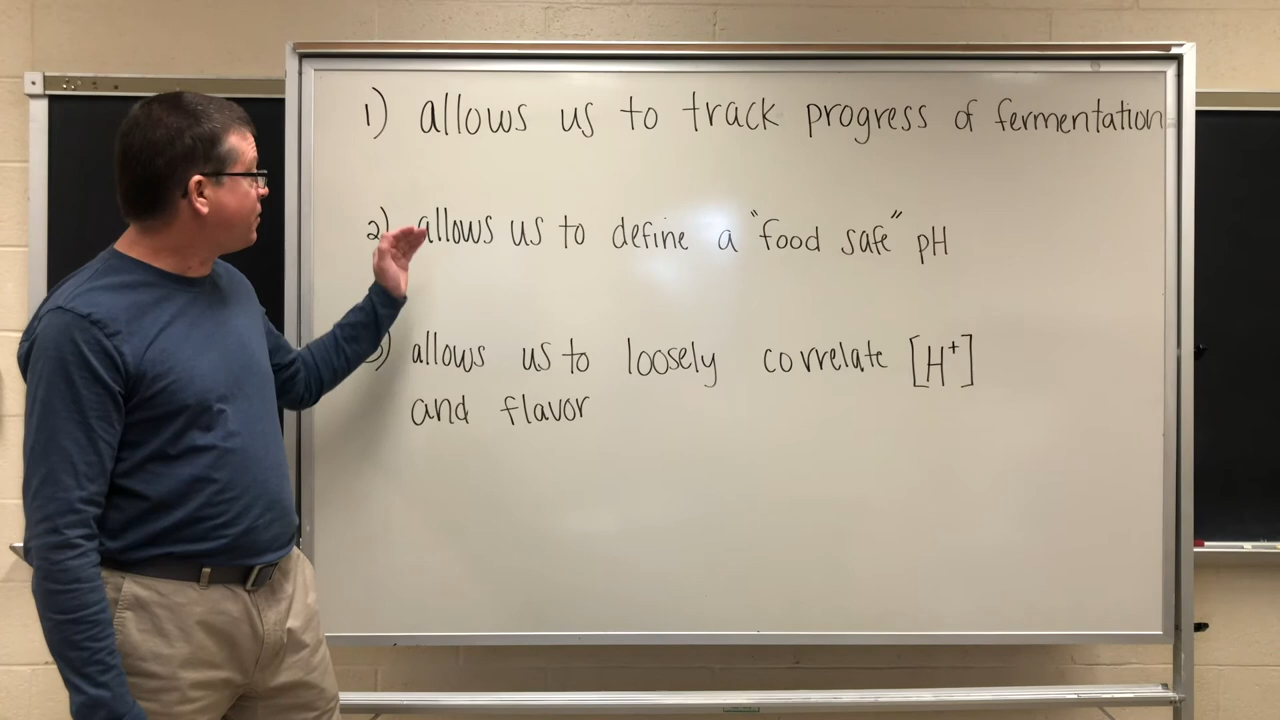 1) allows us to track progress of fermentation
2) allows us to define a "food safe" pH
3) allows us to loosely correlate [H⁺]
and flavor